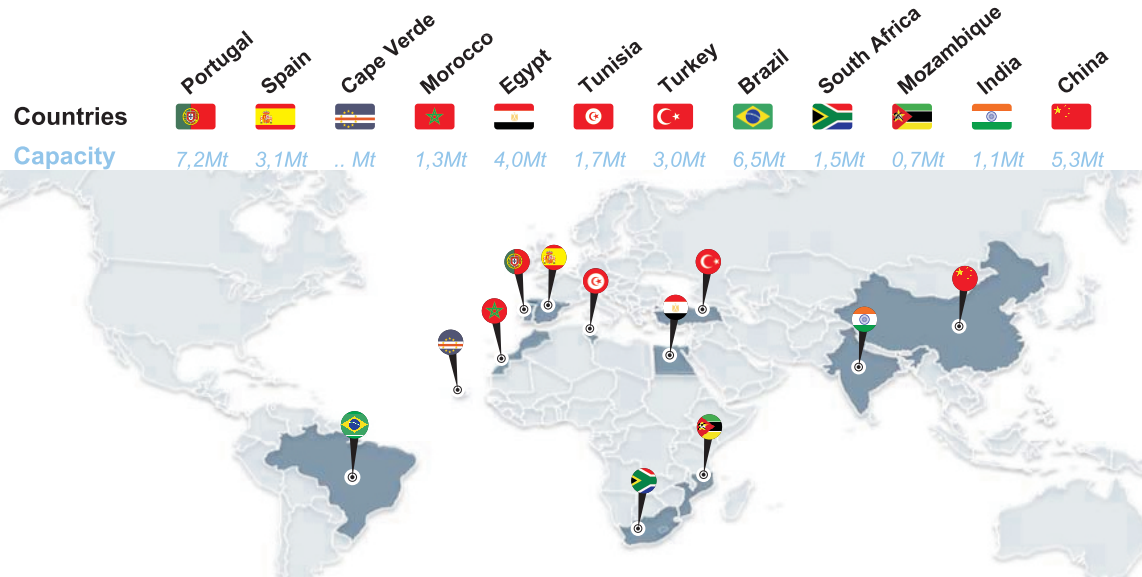 Portugal Spain Cape Verde Morocco Egypt Tunisia Turkey Brazil South Africa Mozambique India China
Countries
Capacity 7,2Mt 3,1Mt .. Mt 1,3Mt 4,0Mt 1,7Mt 3,0Mt 6,5Mt 1,5Mt 0,7Mt 1,1Mt 5,3Mt